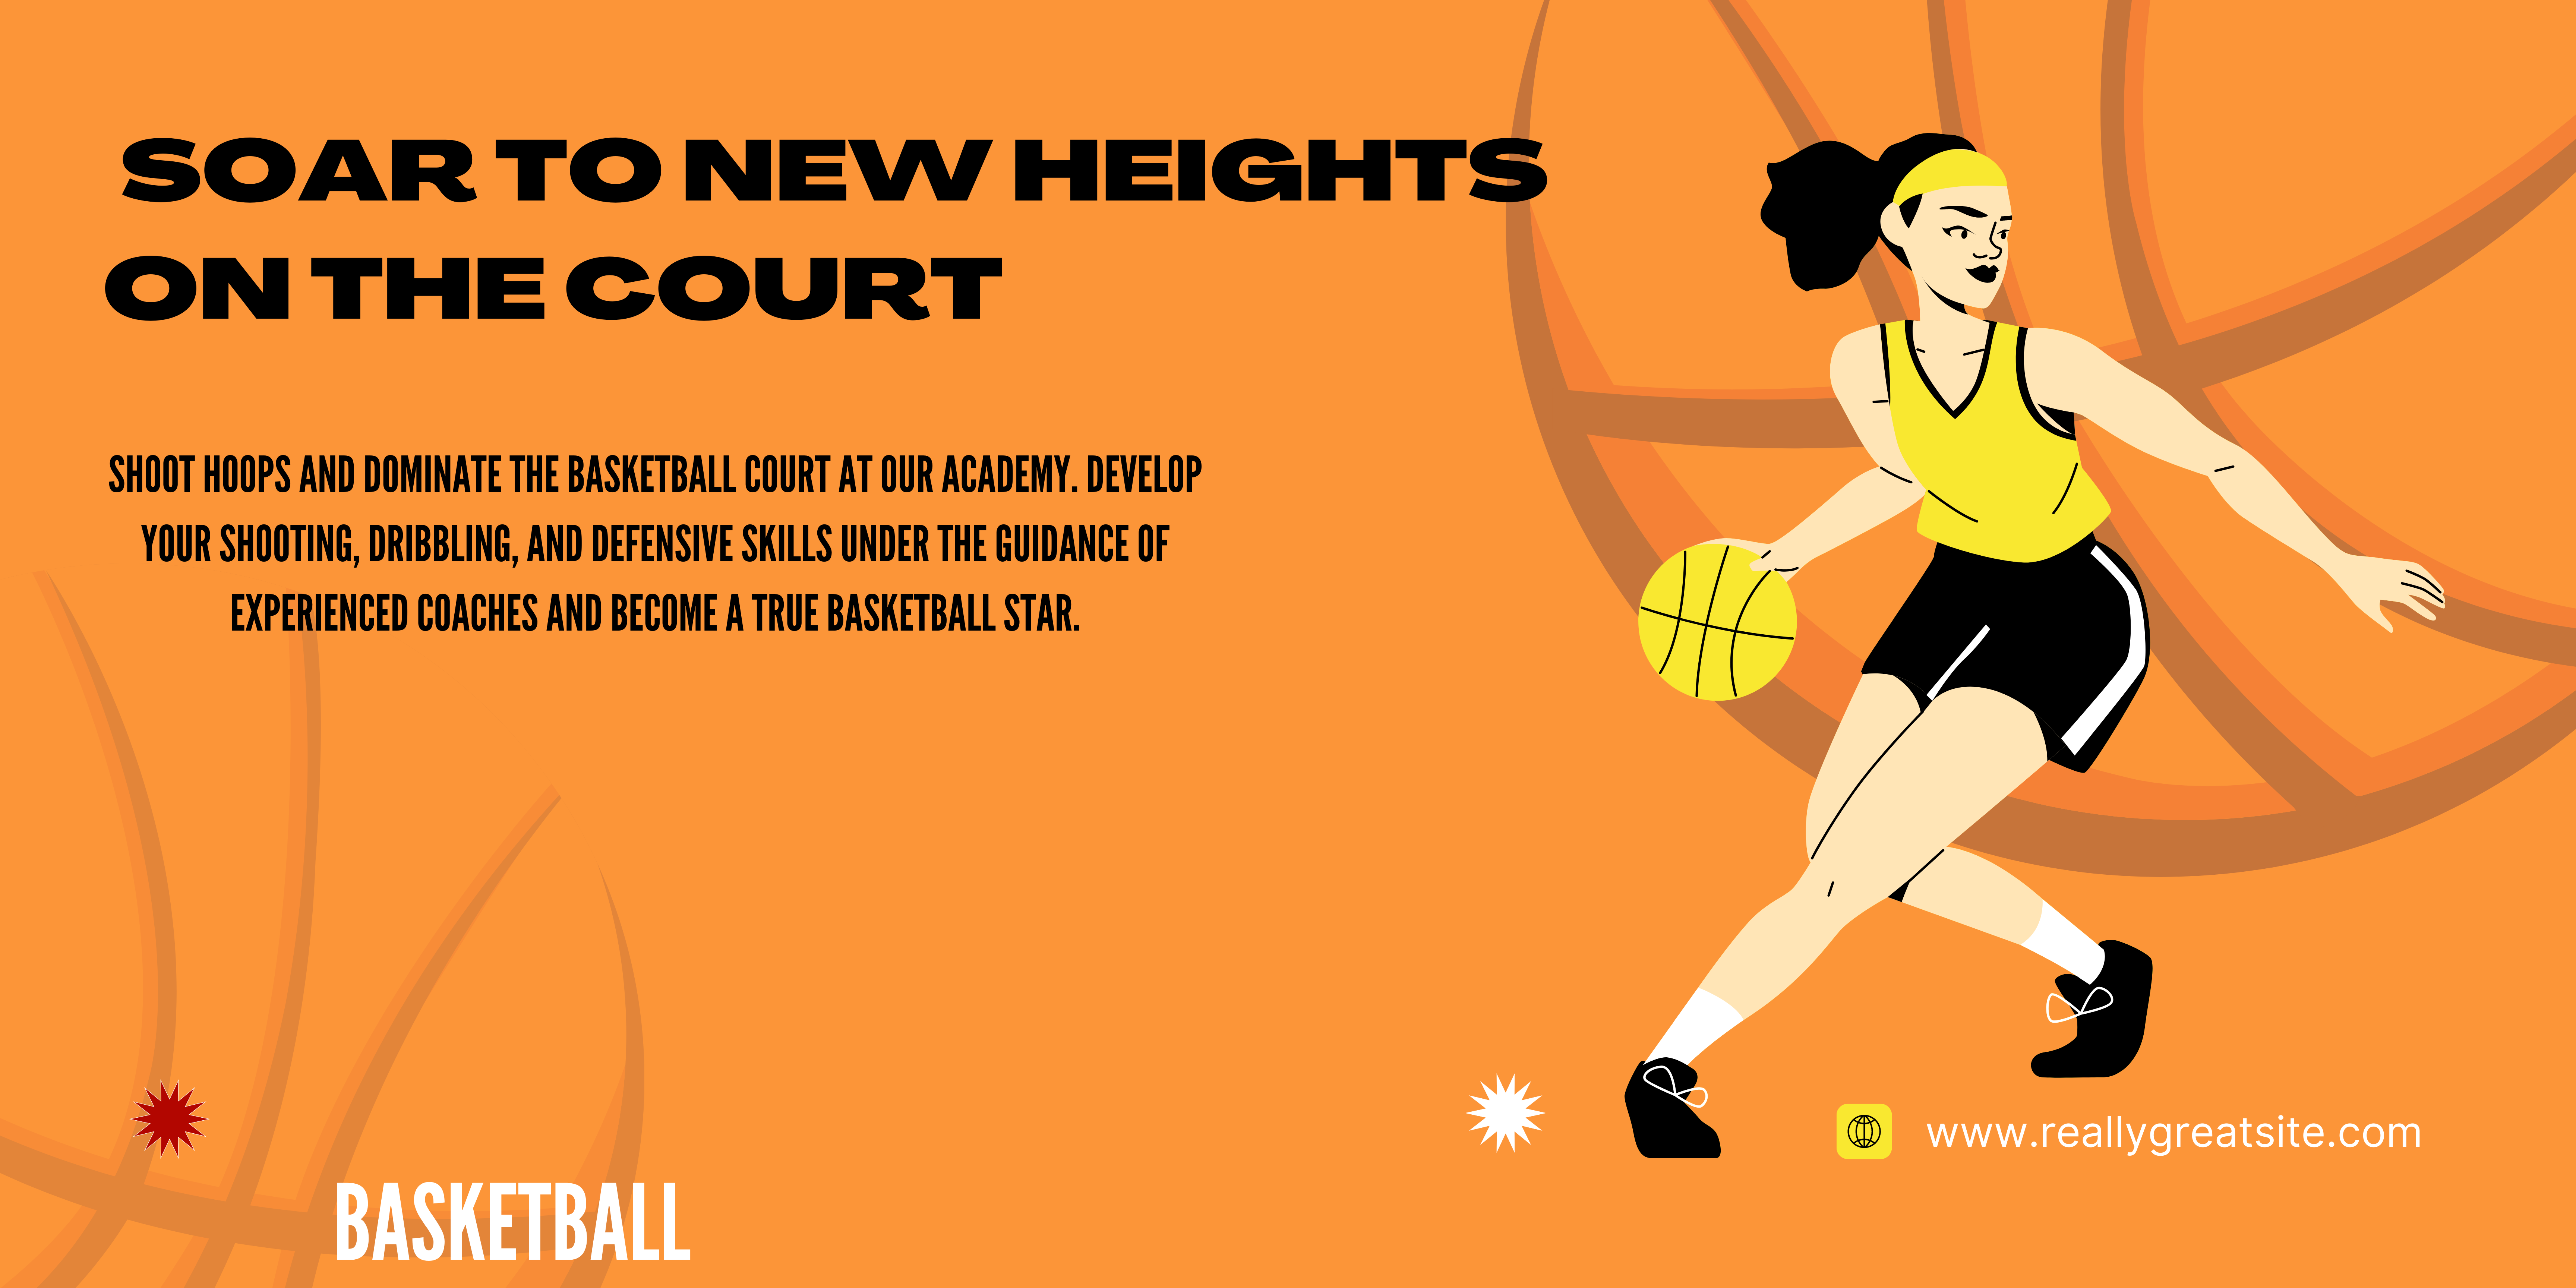 SOAR TO NEW HEIGHTS
ON THE COURT
SHOOT HOOPS AND DOMINATE THE BASKETBALL COURT AT OUR ACADEMY. DEVELOP
YOUR SHOOTING, DRIBBLING, AND DEFENSIVE SKILLS UNDER THE GUIDANCE OF
EXPERIENCED COACHES AND BECOME A TRUE BASKETBALL STAR.
www.reallygreatsite.com
BASKETBALL